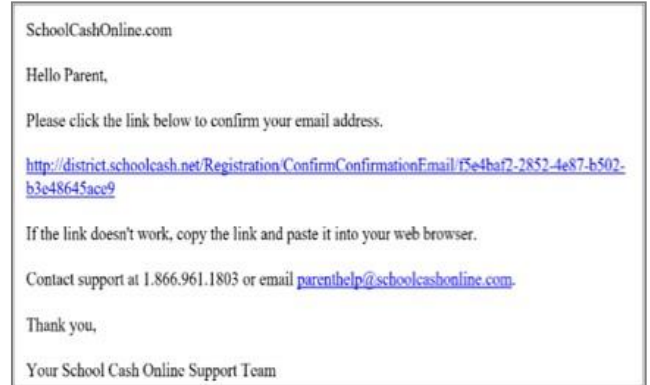 SchoolCashOnline.com
Hello Parent,
Please click the link below to confirm your email address.
http://district.schoolcash.net/Registration/ConfirmConfirmationEmail/f5e4baf2-2852-4e87-b502-
b3e48645ace9
If the link doesn't work, copy the link and paste it into your web browser.
Contact support at 1.866.961.1803 or email parenthelp@schoolcashonline.com.
Thank you,
Your School Cash Online Support Team